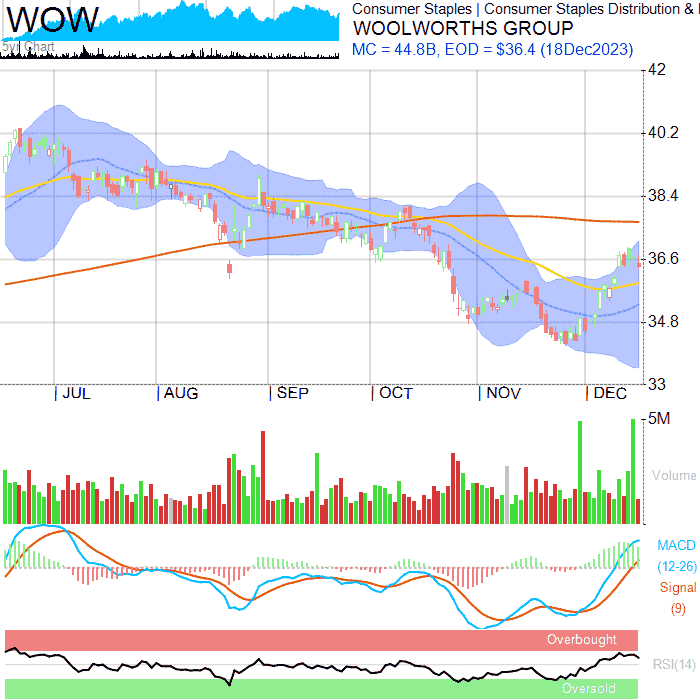 WOW
5yr Chart
Consumer Staples | Consumer Staples Distribution &
WOOLWORTHS GROUP
MC = 44.8B, EOD = $36.4 (18Dec2023)
42
40.2
38.4
36.6
34.8
33
JUL
AUG
SEP
OCT
NOV
DEC
5M
Volume
MACD
(12-26)
Signal
(9)
Overbought
RSI(14)
Oversold